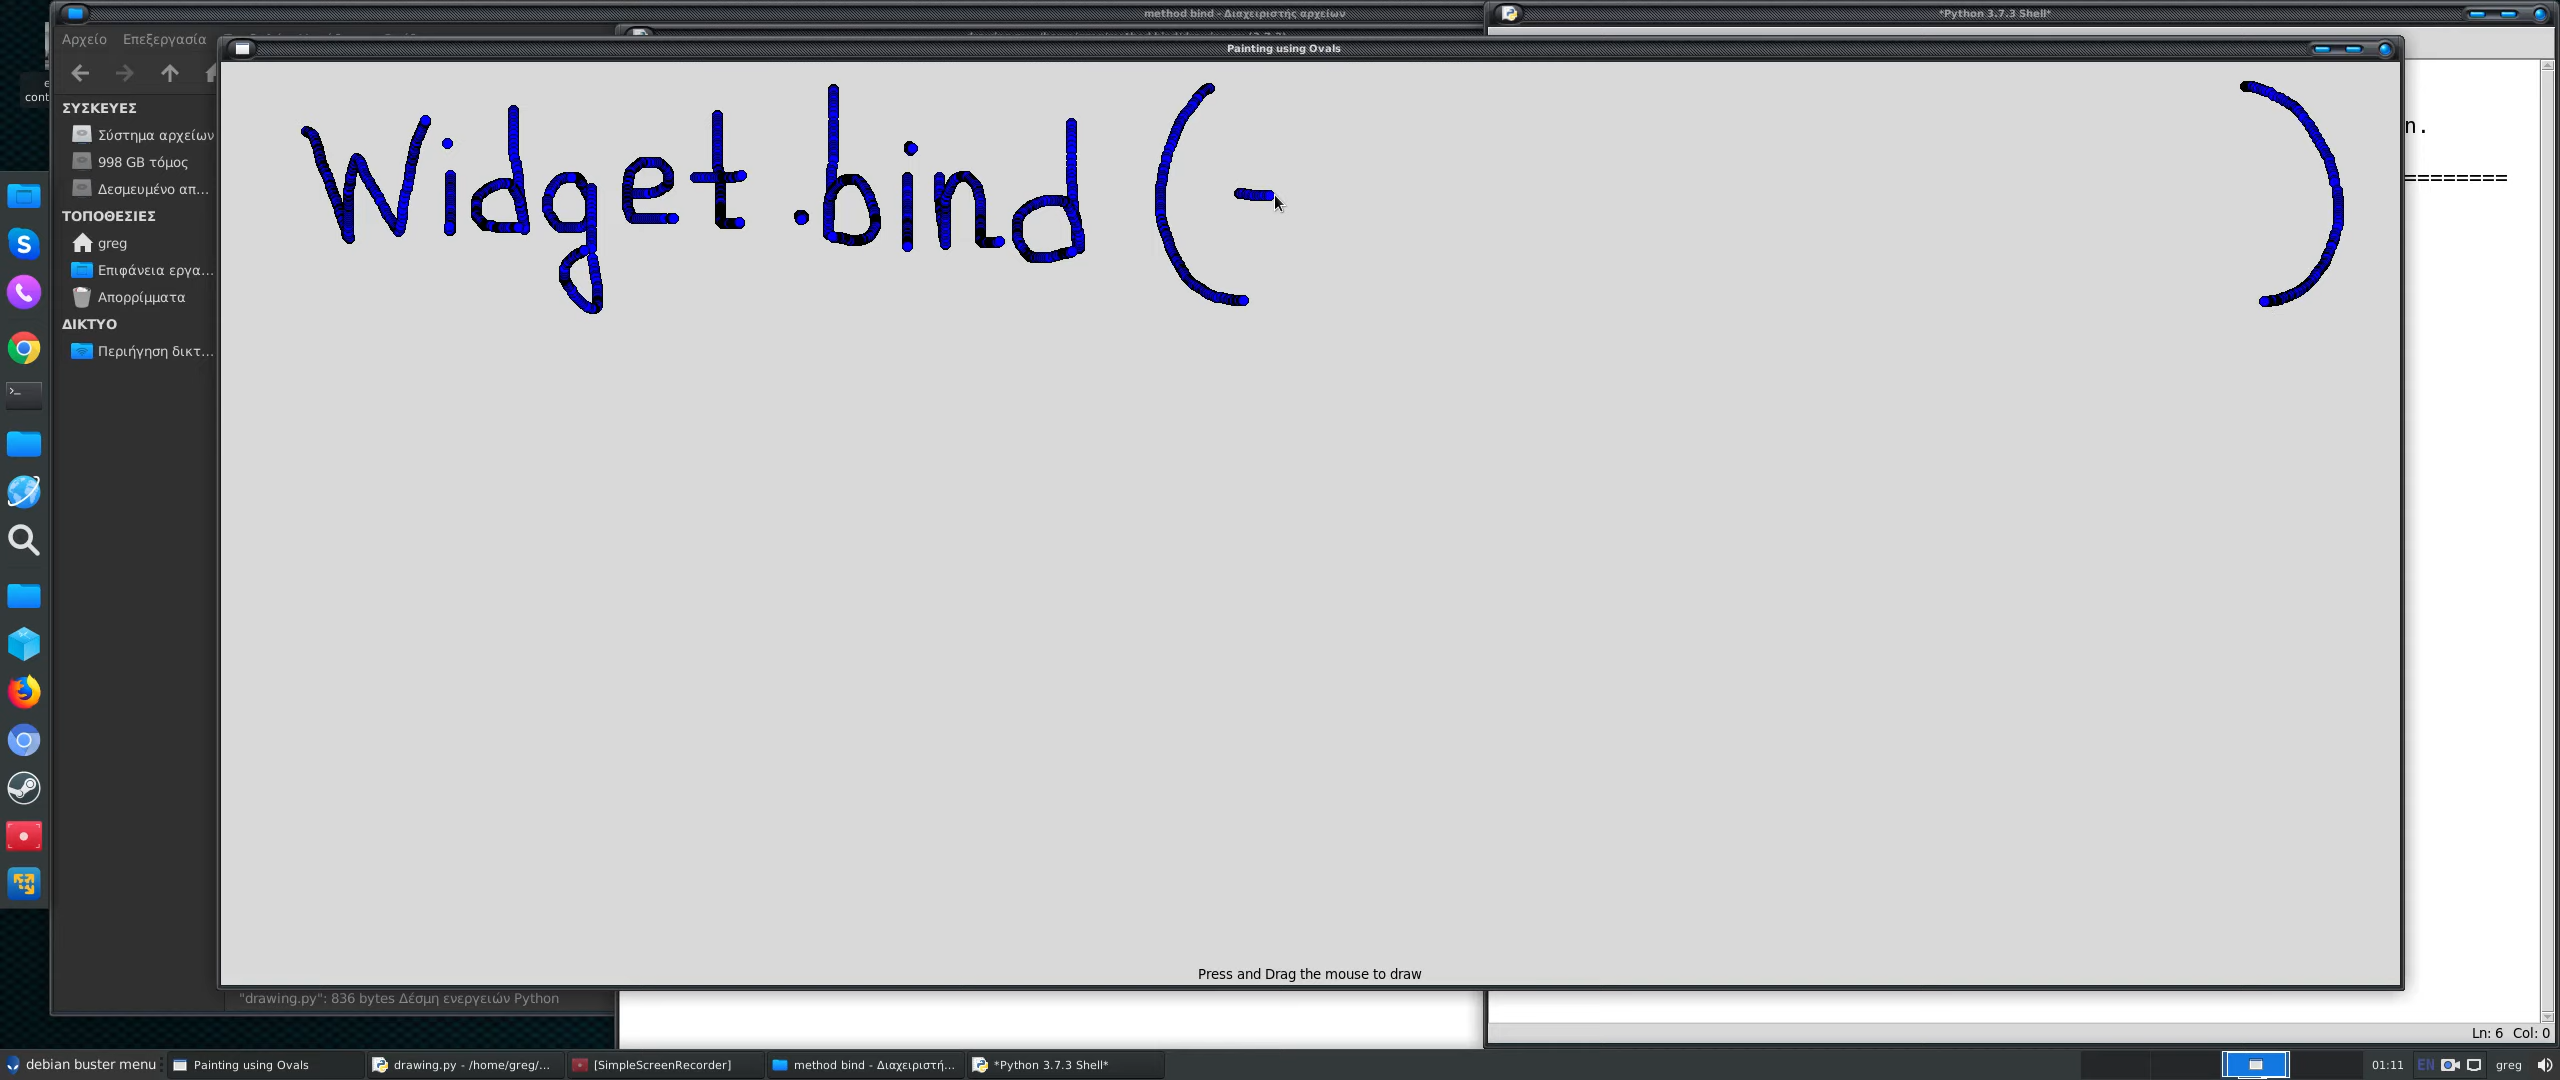 method bind - Διαχειριστής αρχείων
*Python 3.7.3 Shell*
Αρχείο Επεξεργασία
Painting using Ovals
Widget.bind (- )
n.
========
e
cont
ΣΥΣΚΕΥΕΣ
Σύστημα αρχείων
998 GB τόμος
Δεσμευμένο απ...
ΤΟΠΟΘΕΣΙΕΣ
greg
Επιφάνεια εργα...
Απορρίμματα
ΔΙΚΤΥΟ
Περιήγηση δικτ...
Press and Drag the mouse to draw
"drawing.py": 836 bytes Δέσμη ενεργειών Python
Ln: 6 Col: 0
debian buster menu
Painting using Ovals
drawing.py - /home/greg/...
[SimpleScreenRecorder]
method bind - Διαχειριστή...
*Python 3.7.3 Shell*
01:11
EN
greg